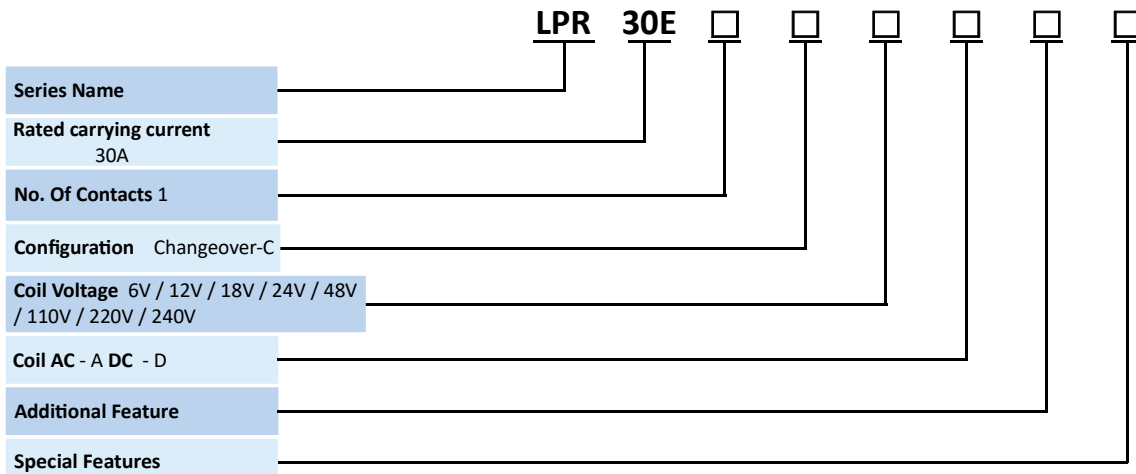 LPR 30E □ □ □ □ □ □
Series Name
Rated carrying current
30A
No. Of Contacts 1
Configuration Changeover-C
Coil Voltage 6V / 12V / 18V / 24V / 48V
/ 110V / 220V / 240V
Coil AC - A DC - D
Additional Feature
Special Features